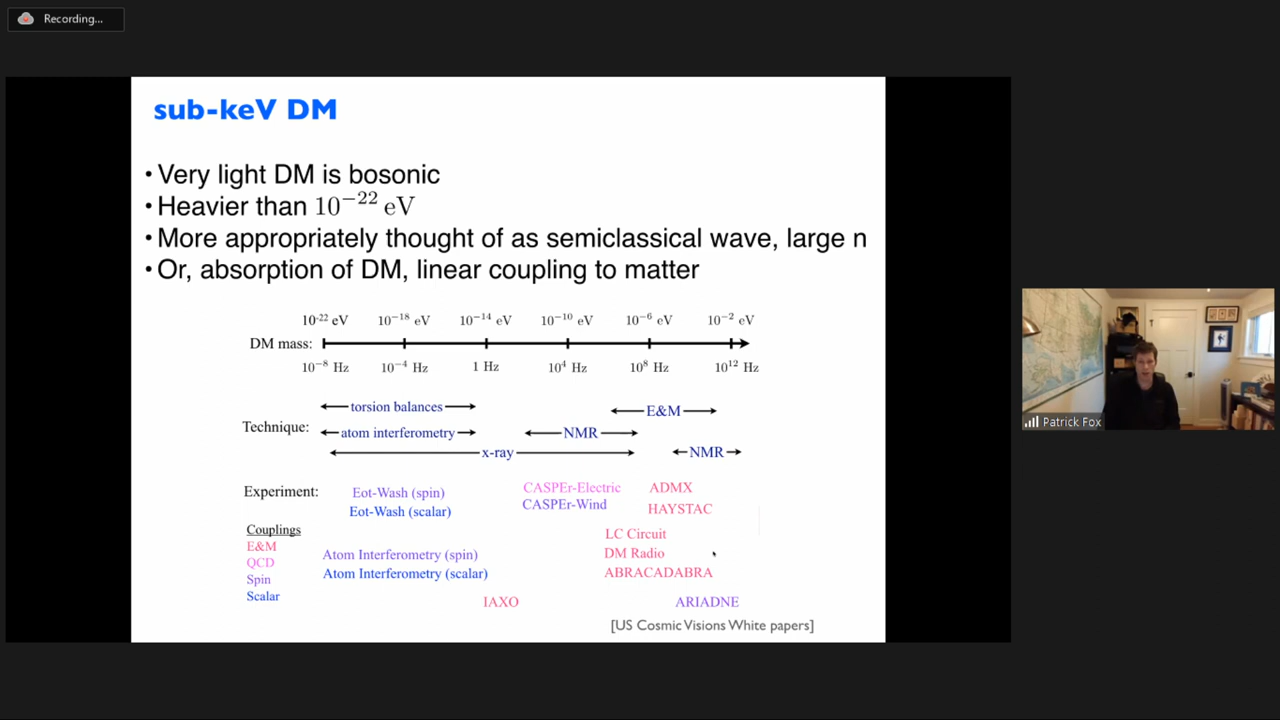 Recording...
sub-keV DM
• Very light DM is bosonic
• Heavier than 10⁻²² eV
• More appropriately thought of as semiclassical wave, large n
• Or, absorption of DM, linear coupling to matter
10⁻²² eV 10⁻¹⁸ eV 10⁻¹⁴ eV 10⁻¹⁰ eV 10⁻⁶ eV 10⁻² eV
DM mass:
10⁻⁸ Hz 10⁻⁴ Hz 1 Hz 10⁴ Hz 10⁸ Hz 10¹² Hz
torsion balances E&M
Technique: atom interferometry NMR
x-ray NMR
Experiment: Eot-Wash (spin) CASPEr-Electric ADMX
Eot-Wash (scalar) CASPEr-Wind HAYSTAC
Couplings LC Circuit
E&M Atom Interferometry (spin) DM Radio
QCD Atom Interferometry (scalar) ABRACADABRA
Spin
Scalar IAXO ARIADNE
[US Cosmic Visions White papers]
Patrick Fox